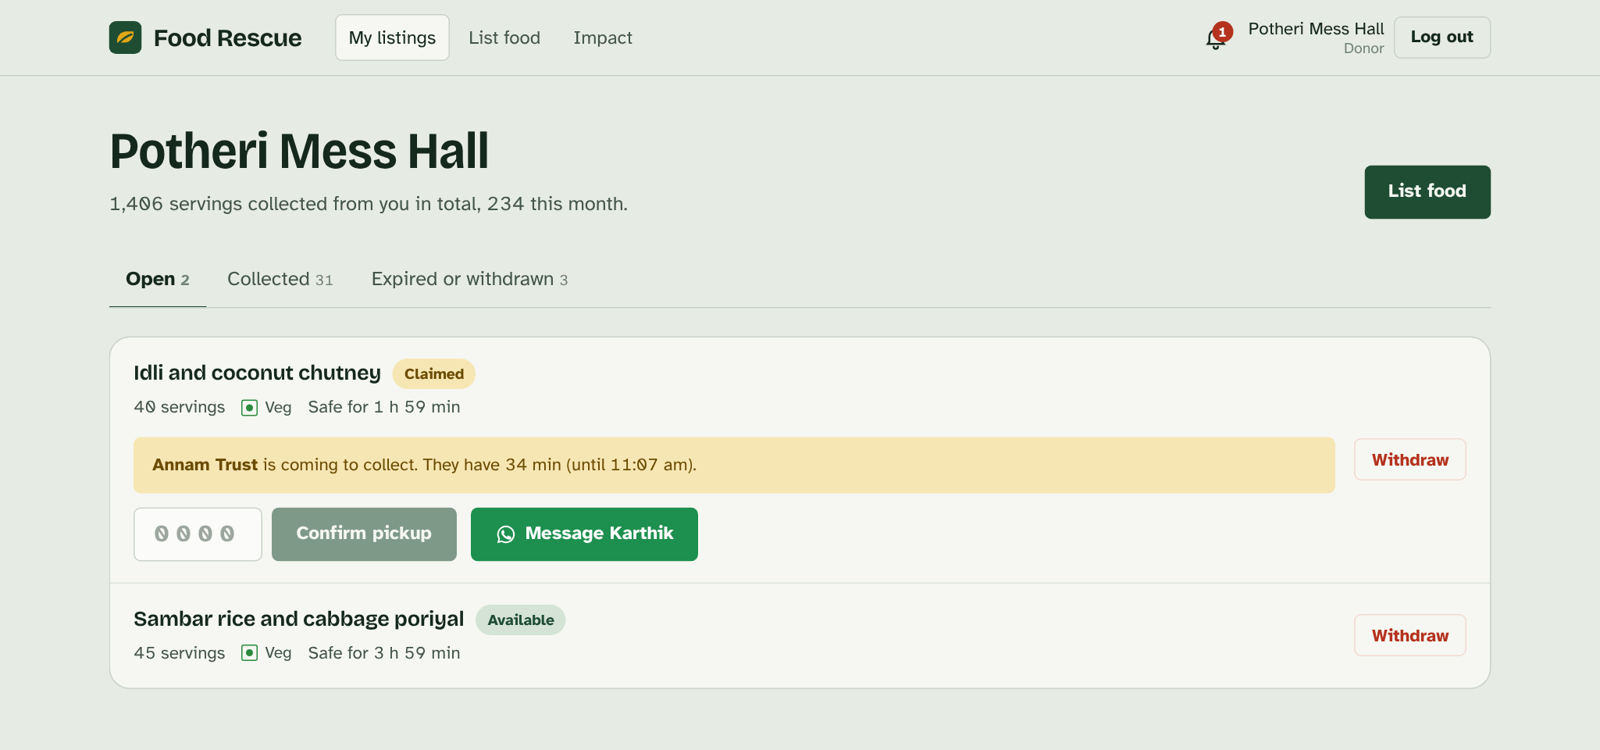 Food Rescue
My listings
List food
Impact
1
Potheri Mess Hall
Donor
Log out
Potheri Mess Hall
1,406 servings collected from you in total, 234 this month.
List food
Open 2
Collected 31
Expired or withdrawn 3
Idli and coconut chutney
Claimed
40 servings
Veg
Safe for 1 h 59 min
Annam Trust is coming to collect. They have 34 min (until 11:07 am).
Withdraw
0000
Confirm pickup
Message Karthik
Sambar rice and cabbage poriyal
Available
45 servings
Veg
Safe for 3 h 59 min
Withdraw